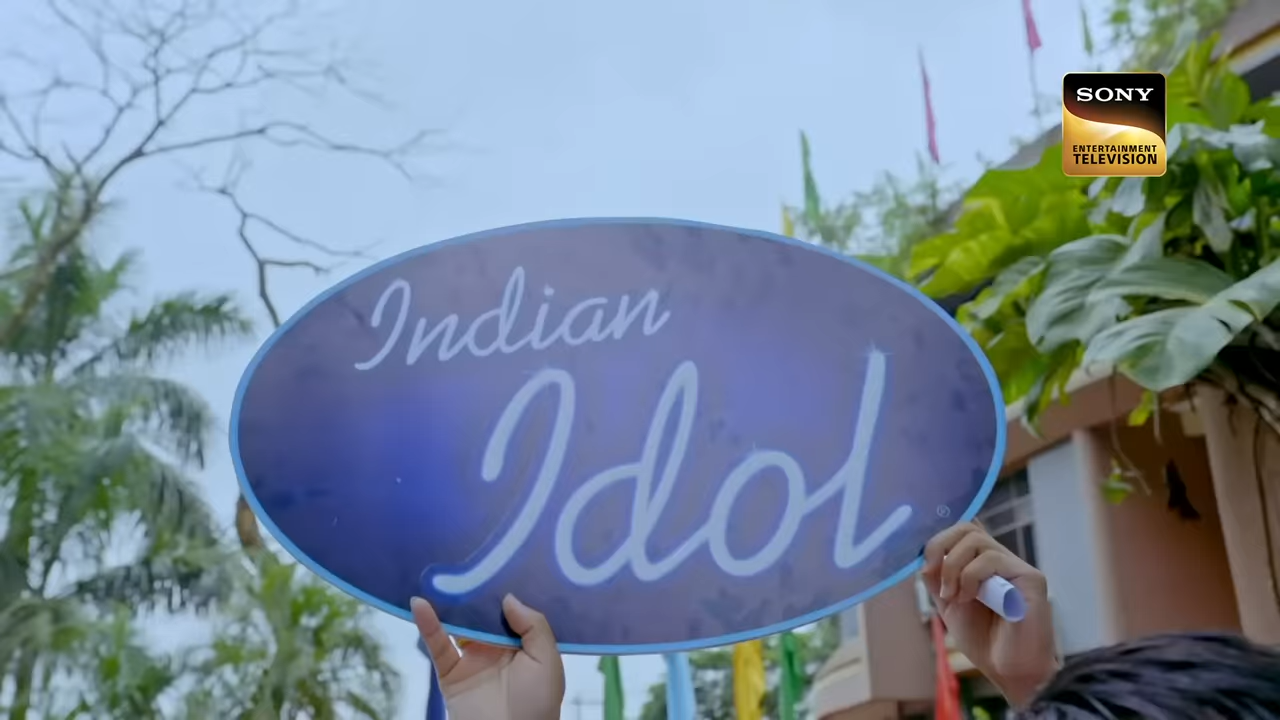 SONY
ENTERTAINMENT
TELEVISION
Indian
Idol
®